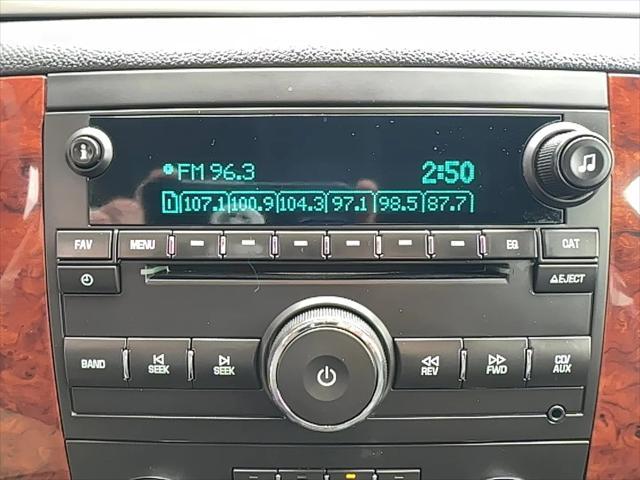 FM 96.3 2:50
1 107.1 100.9 104.3 97.1 98.5 87.7
FAV MENU EQ CAT
EJECT
BAND SEEK SEEK REV FWD CD/
AUX